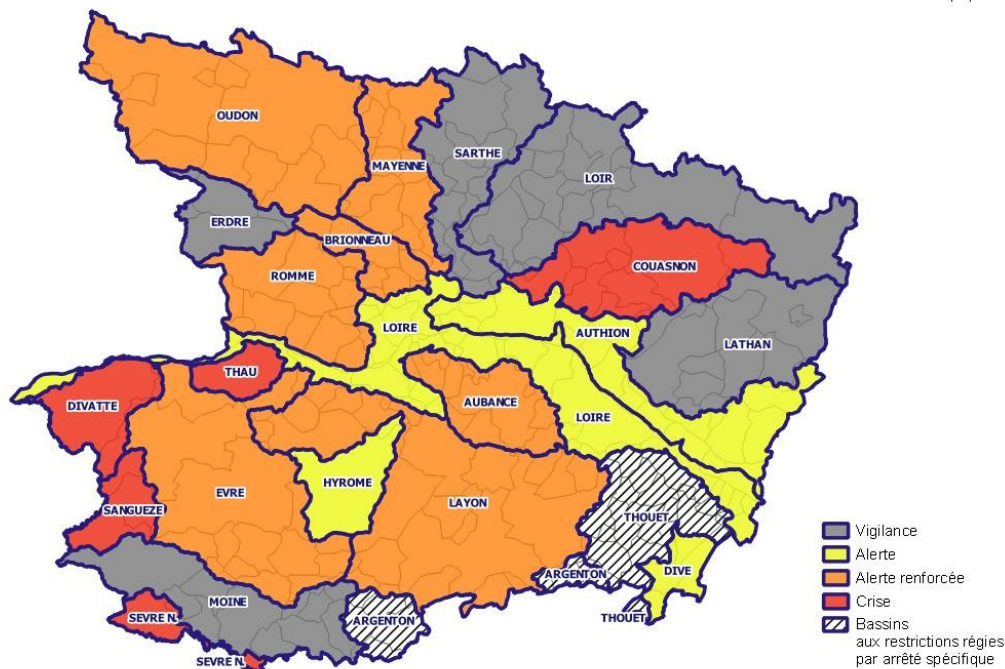 OUDON
MAYENNE
SARTHE
LOIR
ERDRE
BRIONNEAU
ROMME
COUASNON
LOIRE
AUTHION
LATHAN
THAU
DIVATTE
AUBANCE
LOIRE
EVRE
HYROME
LAYON
SANGUEZE
THOUET
DIVE
ARGENTON
MOINE
SEVRE N.
ARGENTON
THOUET
SEVRE N.
Vigilance
Alerte
Alerte renforcée
Crise
Bassins
aux restrictions régies
par arrêté spécifique